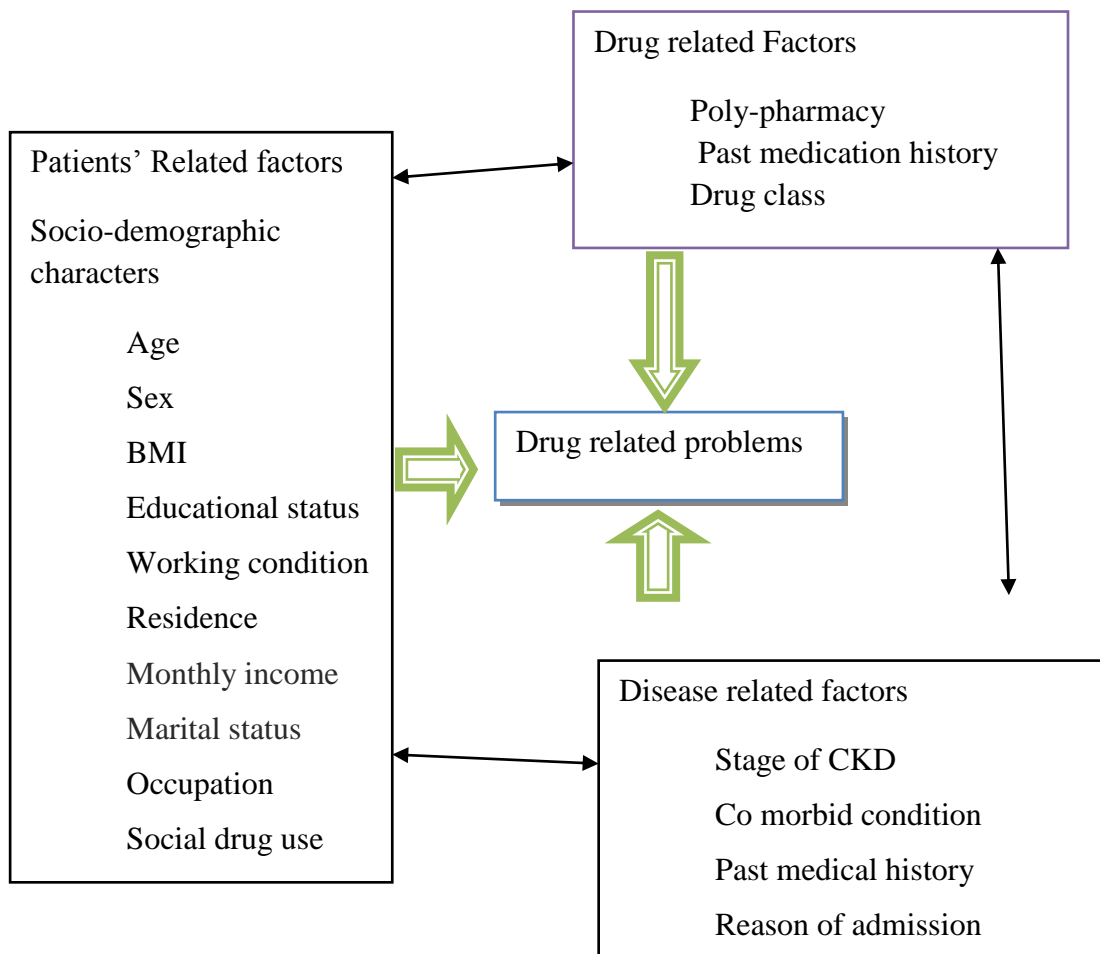 Drug related Factors
Poly-pharmacy
Past medication history
Drug class
Patients’ Related factors
Socio-demographic
characters
Age
Sex
BMI
Educational status
Working condition
Residence
Monthly income
Marital status
Occupation
Social drug use
Drug related problems
Disease related factors
Stage of CKD
Co morbid condition
Past medical history
Reason of admission